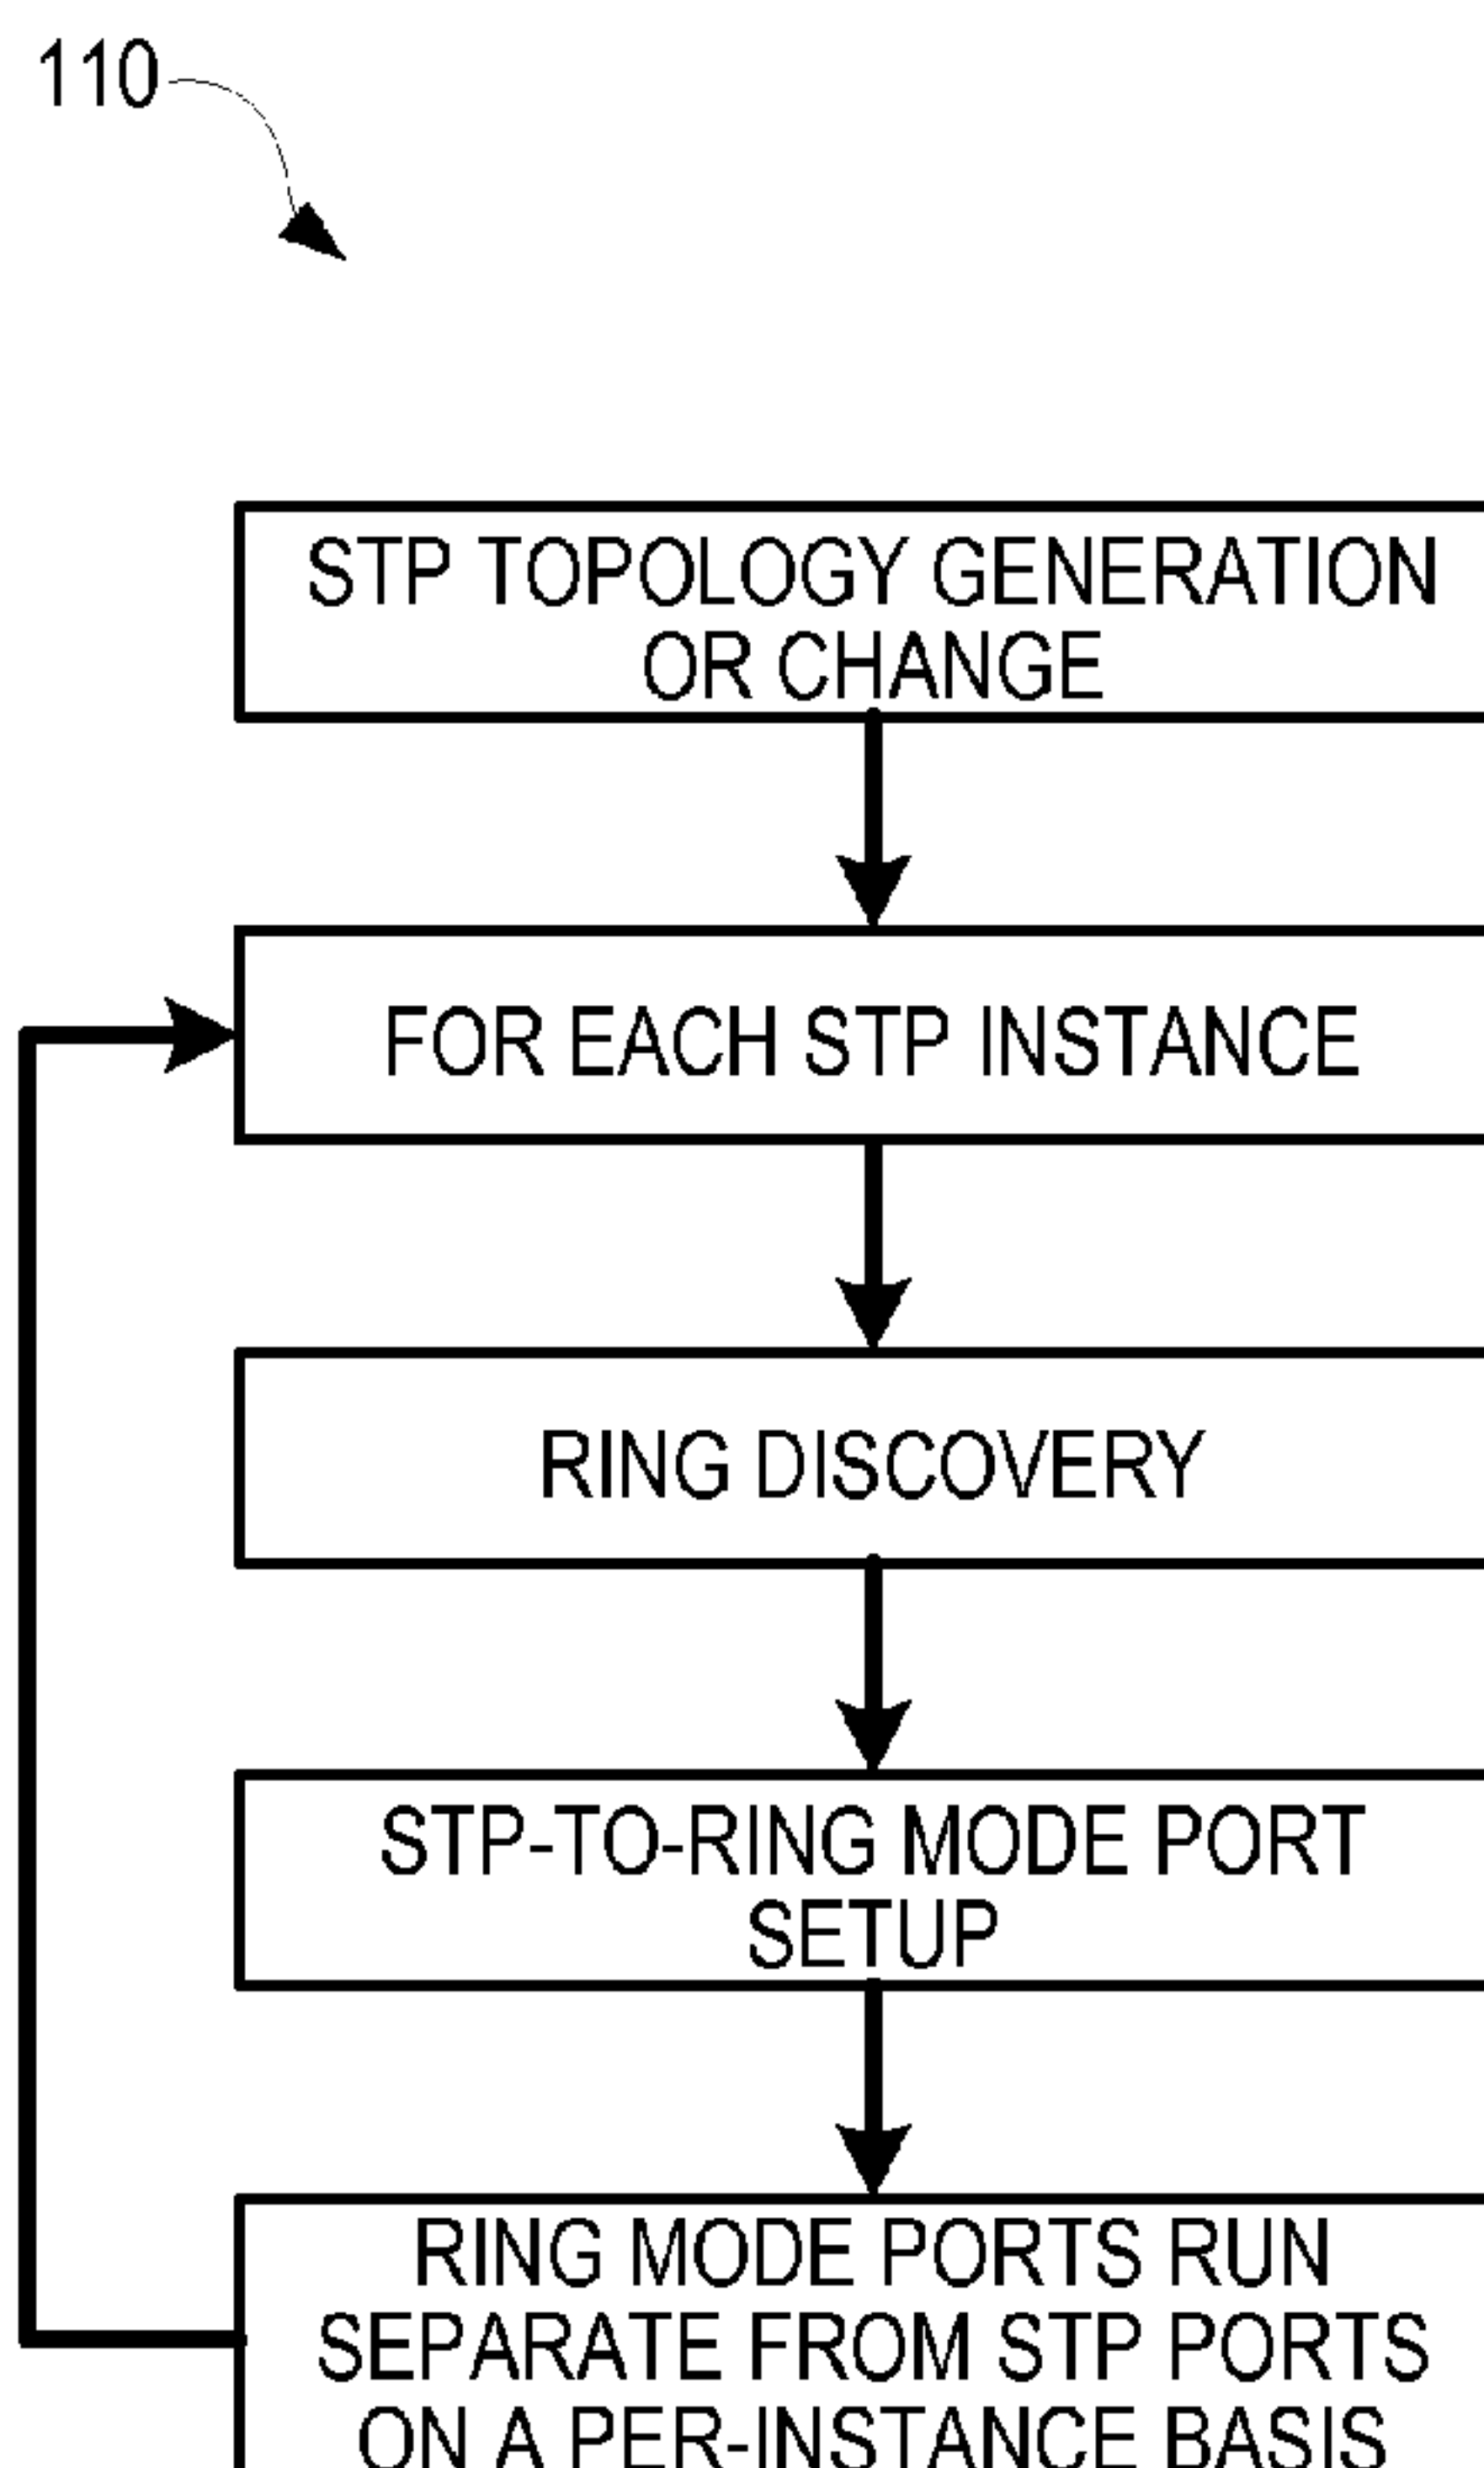 110
STP TOPOLOGY GENERATION
OR CHANGE
FOR EACH STP INSTANCE
RING DISCOVERY
STP-TO-RING MODE PORT
SETUP
RING MODE PORTS RUN
SEPARATE FROM STP PORTS
ON A PER-INSTANCE BASIS